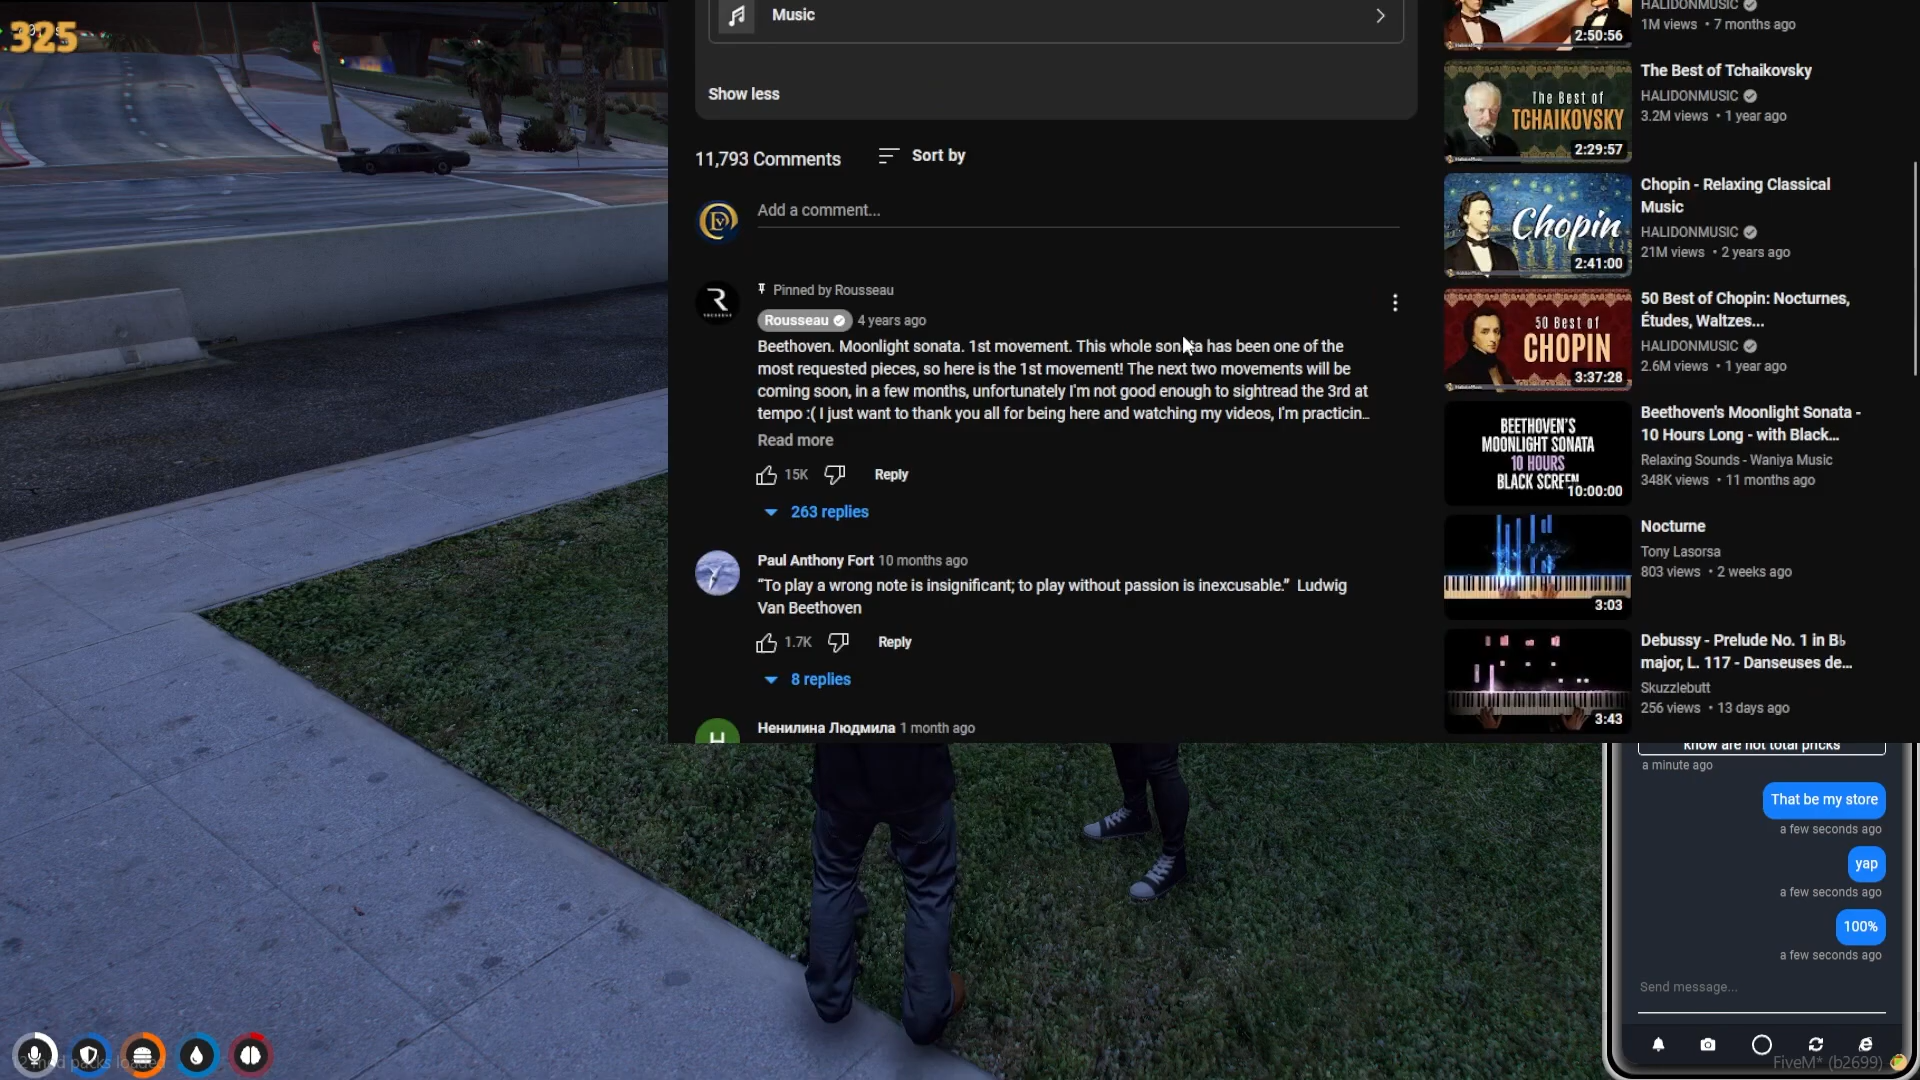 325
Music
Show less
11,793 Comments
Sort by
Add a comment...
Pinned by Rousseau
Rousseau 4 years ago
Beethoven. Moonlight sonata. 1st movement. This whole sonata has been one of the
most requested pieces, so here is the 1st movement! The next two movements will be
coming soon, in a few months, unfortunately I'm not good enough to sightread the 3rd at
tempo :( I just want to thank you all for being here and watching my videos, I'm practicin...
Read more
15K
Reply
263 replies
Paul Anthony Fort 10 months ago
“To play a wrong note is insignificant; to play without passion is inexcusable.” Ludwig
Van Beethoven
1.7K
Reply
8 replies
Н
Ненилина Людмила 1 month ago
HALIDONMUSIC
1M views • 7 months ago
2:50:56
The Best of
TCHAIKOVSKY
2:29:57
The Best of Tchaikovsky
HALIDONMUSIC
3.2M views • 1 year ago
Chopin
2:41:00
Chopin - Relaxing Classical
Music
HALIDONMUSIC
21M views • 2 years ago
50 Best of
CHOPIN
3:37:28
50 Best of Chopin: Nocturnes,
Études, Waltzes...
HALIDONMUSIC
2.6M views • 1 year ago
BEETHOVEN'S
MOONLIGHT SONATA
10 HOURS
BLACK SCREEN
10:00:00
Beethoven's Moonlight Sonata -
10 Hours Long - with Black...
Relaxing Sounds - Waniya Music
348K views • 11 months ago
3:03
Nocturne
Tony Lasorsa
803 views • 2 weeks ago
3:43
Debussy - Prelude No. 1 in B♭
major, L. 117 - Danseuses de...
Skuzzlebutt
256 views • 13 days ago
know are not total pricks
a minute ago
That be my store
a few seconds ago
yap
a few seconds ago
100%
a few seconds ago
Send message...
mod packs loaded
FiveM* (b2699)